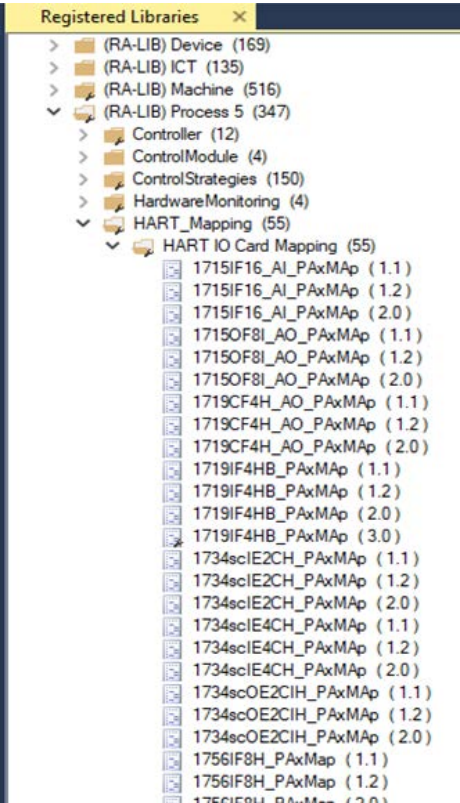 Registered Libraries ×
(RA-LIB) Device (169)
(RA-LIB) ICT (135)
(RA-LIB) Machine (516)
(RA-LIB) Process 5 (347)
Controller (12)
ControlModule (4)
ControlStrategies (150)
HardwareMonitoring (4)
HART_Mapping (55)
HART IO Card Mapping (55)
1715IF16_AI_PAxMAp ( 1.1 )
1715IF16_AI_PAxMAp ( 1.2 )
1715IF16_AI_PAxMAp ( 2.0 )
1715OF8I_AO_PAxMAp ( 1.1 )
1715OF8I_AO_PAxMAp ( 1.2 )
1715OF8I_AO_PAxMAp ( 2.0 )
1719CF4H_AO_PAxMAp ( 1.1 )
1719CF4H_AO_PAxMAp ( 1.2 )
1719CF4H_AO_PAxMAp ( 2.0 )
1719IF4HB_PAxMAp ( 1.1 )
1719IF4HB_PAxMAp ( 1.2 )
1719IF4HB_PAxMAp ( 2.0 )
1719IF4HB_PAxMAp ( 3.0 )
1734scIE2CH_PAxMAp ( 1.1 )
1734scIE2CH_PAxMAp ( 1.2 )
1734scIE2CH_PAxMAp ( 2.0 )
1734scIE4CH_PAxMAp ( 1.1 )
1734scIE4CH_PAxMAp ( 1.2 )
1734scIE4CH_PAxMAp ( 2.0 )
1734scOE2CIH_PAxMAp ( 1.1 )
1734scOE2CIH_PAxMAp ( 1.2 )
1734scOE2CIH_PAxMAp ( 2.0 )
1756IF8H_PAxMap ( 1.1 )
1756IF8H_PAxMap ( 1.2 )
1756IF8H_PAxMap ( 2.0 )